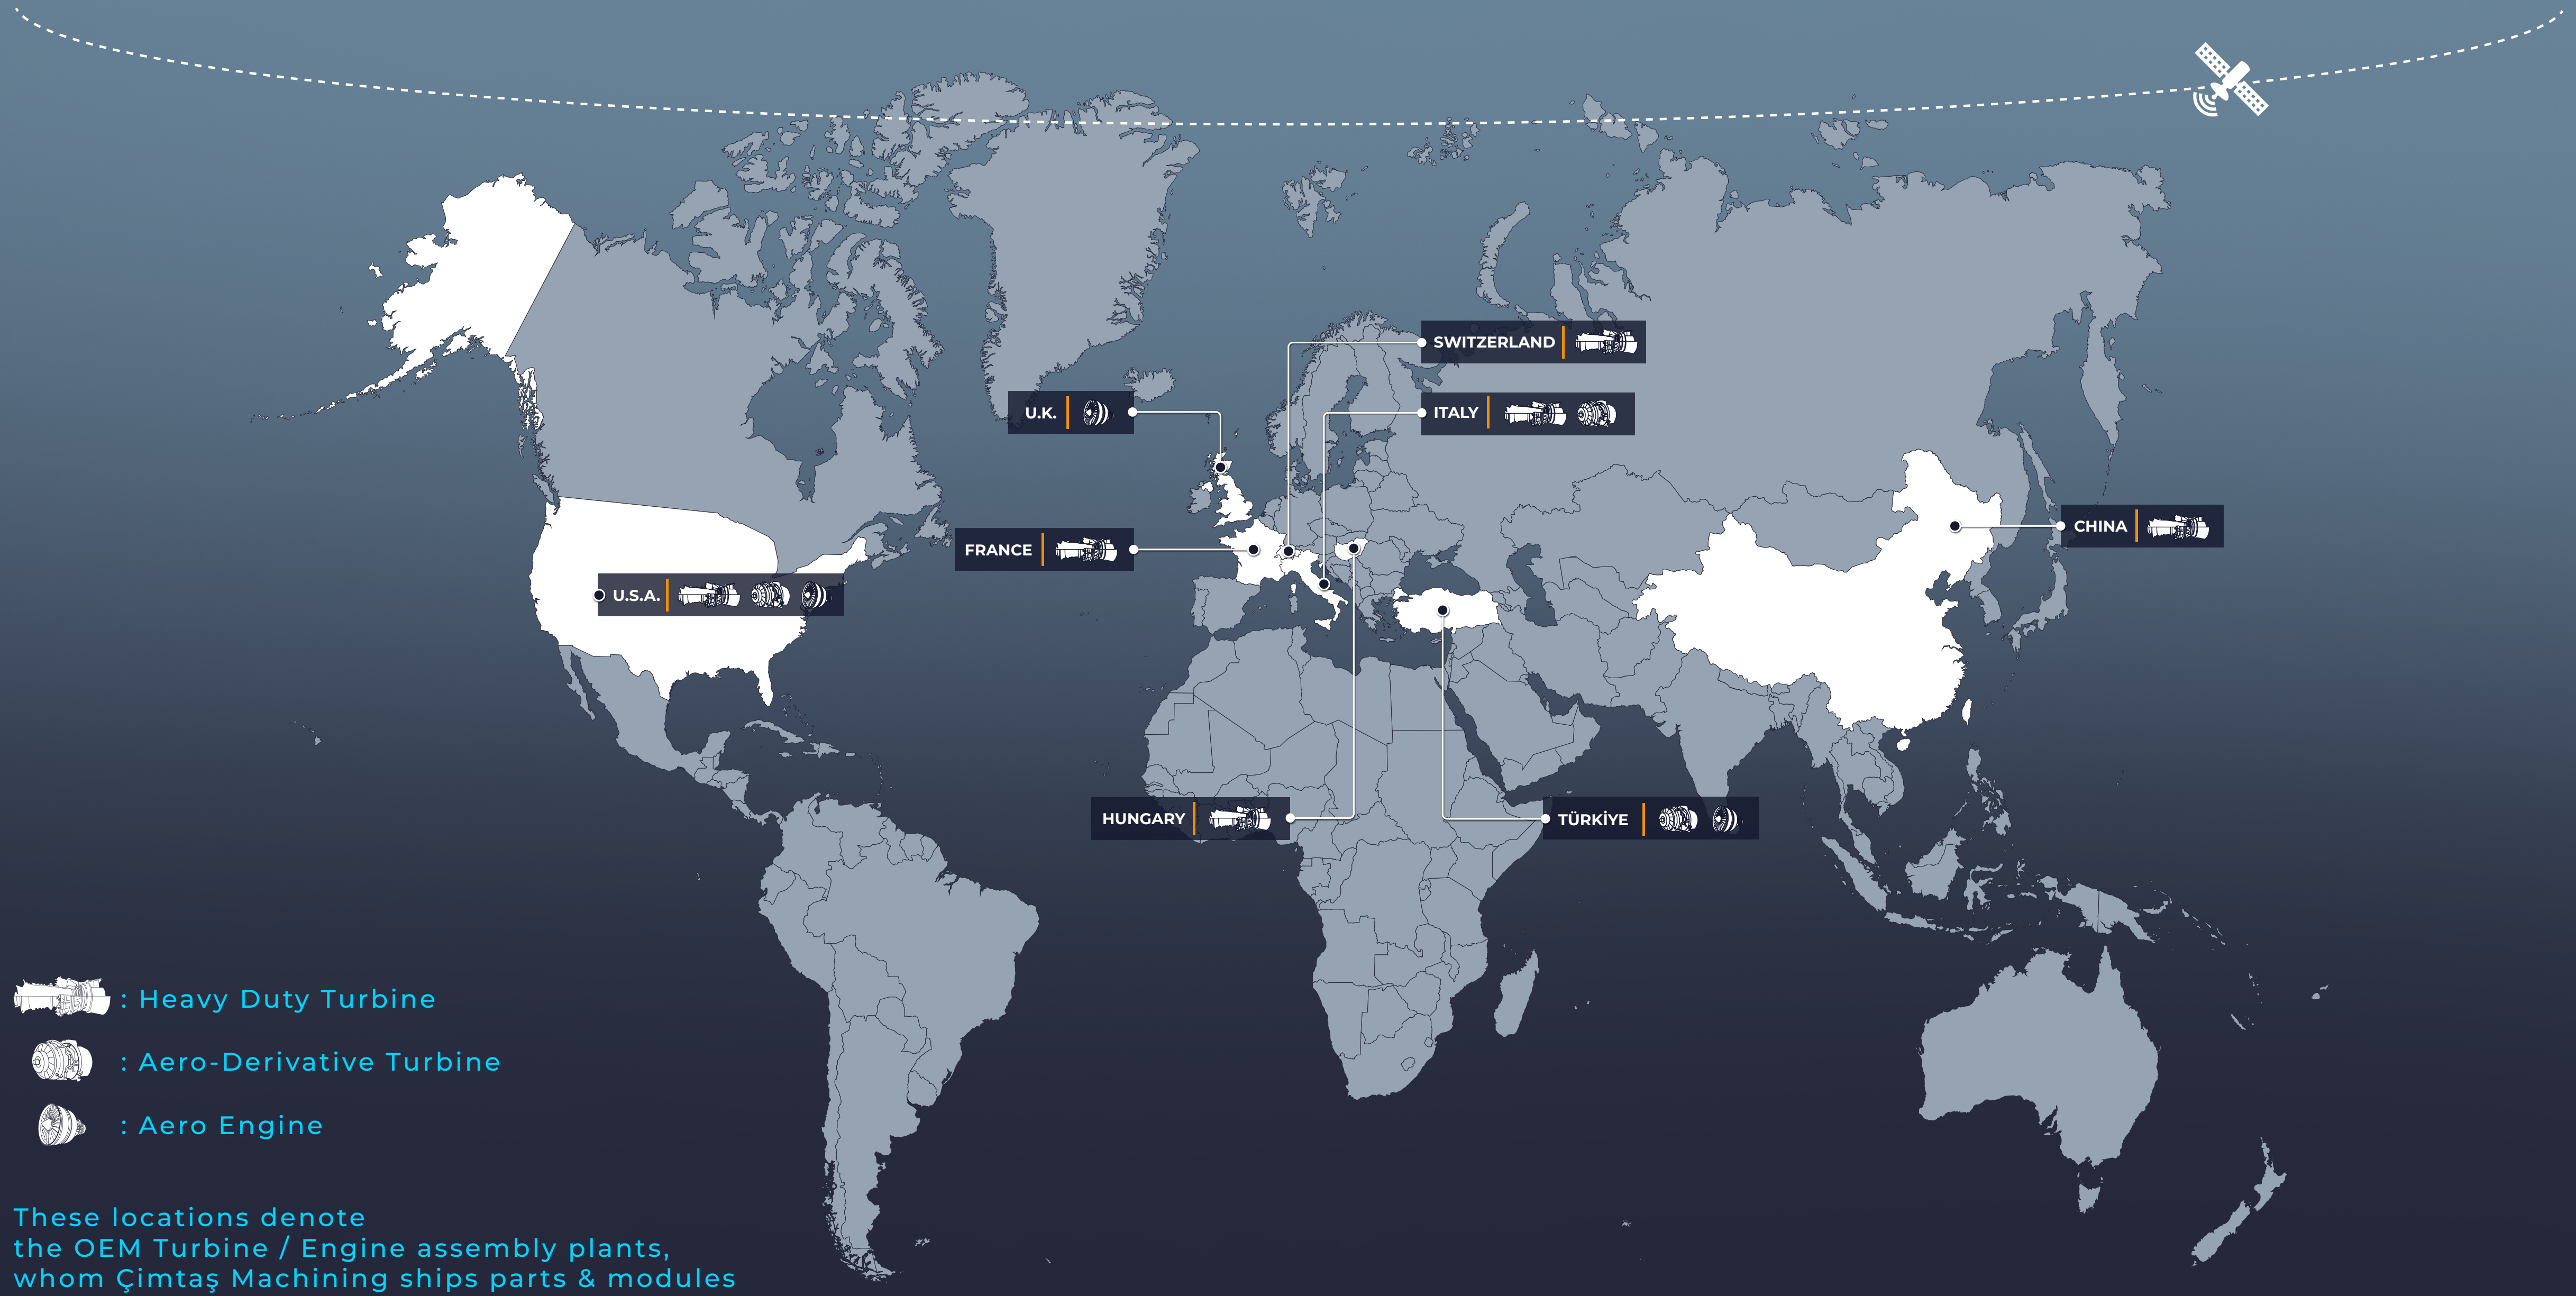 SWITZERLAND
U.K.
ITALY
CHINA
FRANCE
U.S.A.
HUNGARY
TÜRKİYE
: Heavy Duty Turbine
: Aero-Derivative Turbine
: Aero Engine
These locations denote
the OEM Turbine / Engine assembly plants,
whom Çimtaş Machining ships parts & modules